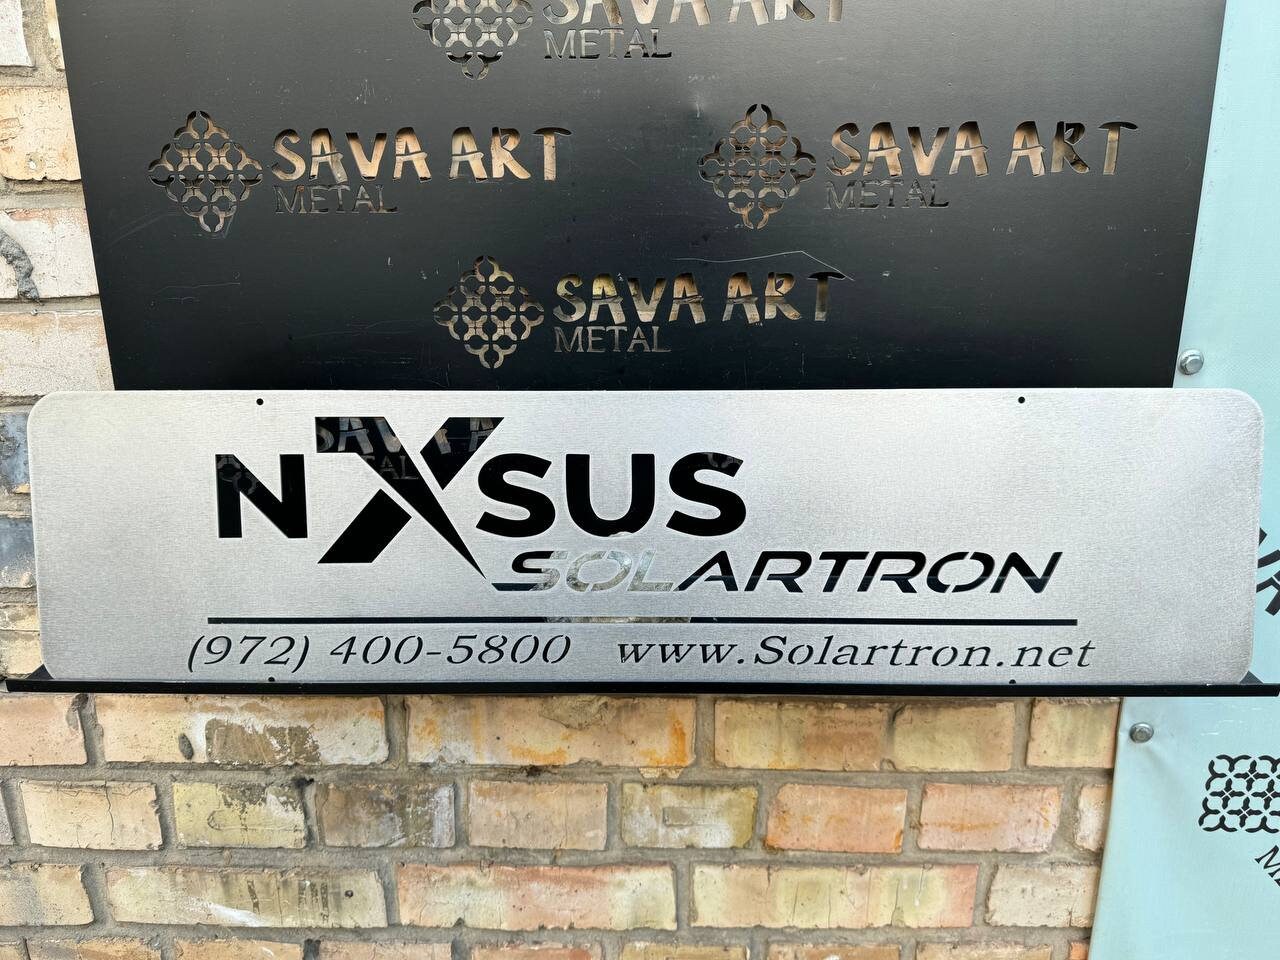 SAVA ART
METAL
SAVA ART
METAL
SAVA ART
METAL
SAVA ART
METAL
NXSUS
SOLARTRON
(972) 400-5800 www.Solartron.net